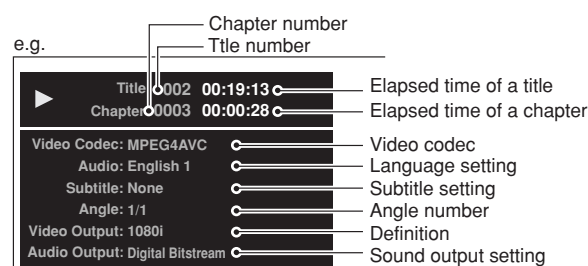 Chapter number
e.g.
Ttle number
Title 0002 00:19:13
Elapsed time of a title
Chapter 0003 00:00:28
Elapsed time of a chapter
Video Codec: MPEG4AVC
Video codec
Audio: English 1
Language setting
Subtitle: None
Subtitle setting
Angle: 1/1
Angle number
Video Output: 1080i
Definition
Audio Output: Digital Bitstream
Sound output setting